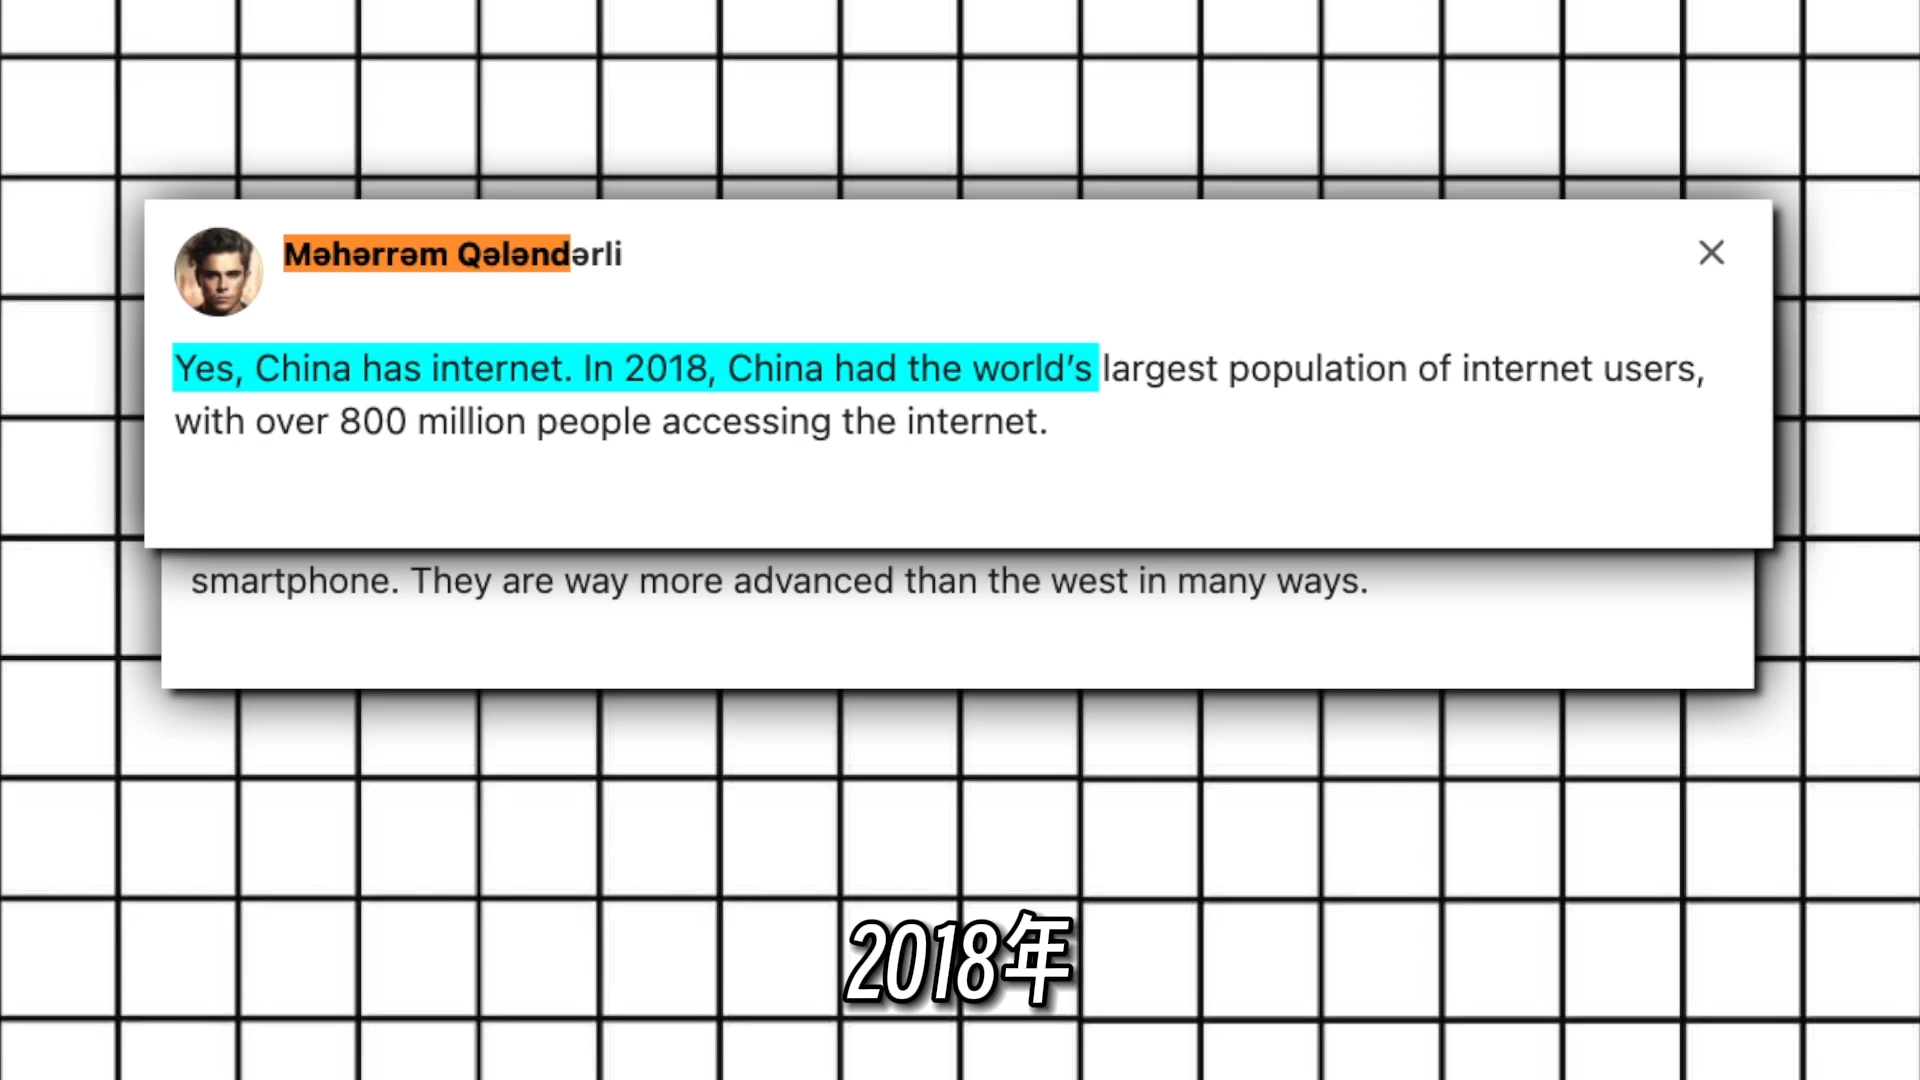 Məhərrəm Qələndərli
Yes, China has internet. In 2018, China had the world’s largest population of internet users,
with over 800 million people accessing the internet.
smartphone. They are way more advanced than the west in many ways.
2018年